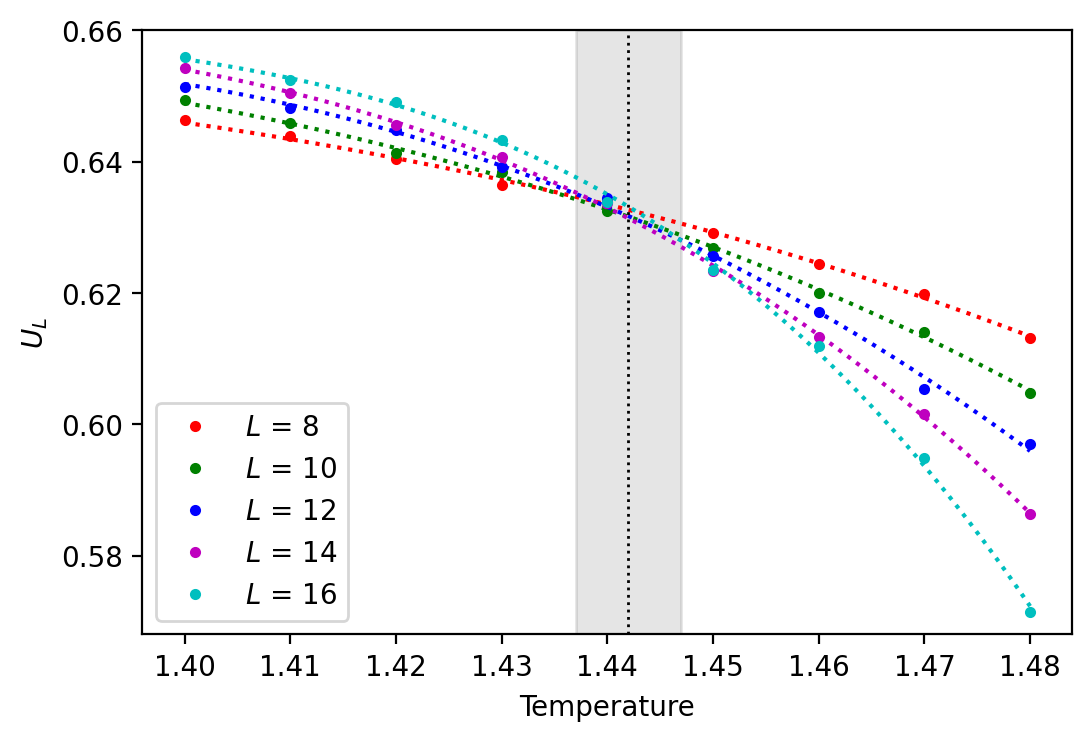 0.66
0.64
0.62
0.60
0.58
U_L
L = 8
L = 10
L = 12
L = 14
L = 16
1.40 1.41 1.42 1.43 1.44 1.45 1.46 1.47 1.48
Temperature